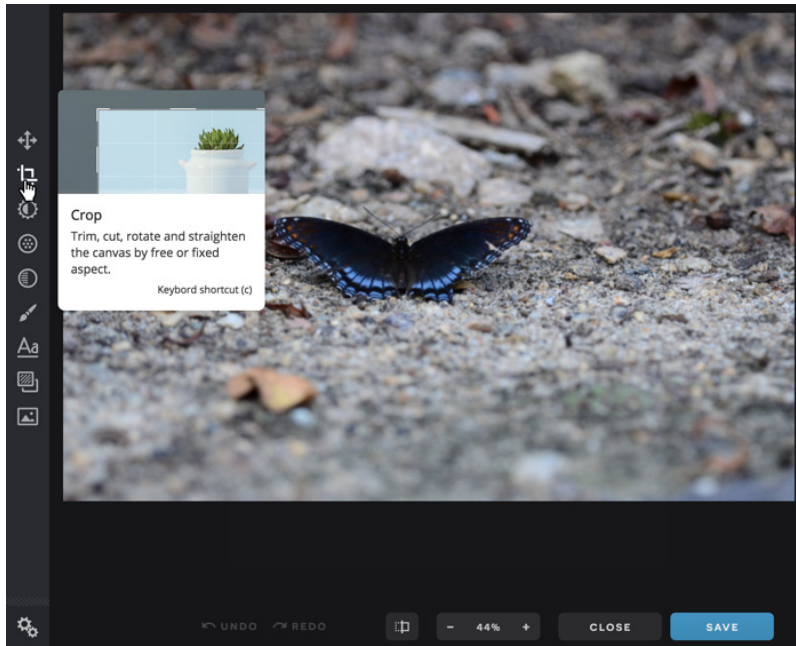 Crop
Trim, cut, rotate and straighten
the canvas by free or fixed
aspect.
Keybord shortcut (c)
Aa
UNDO REDO
- 44% +
CLOSE
SAVE